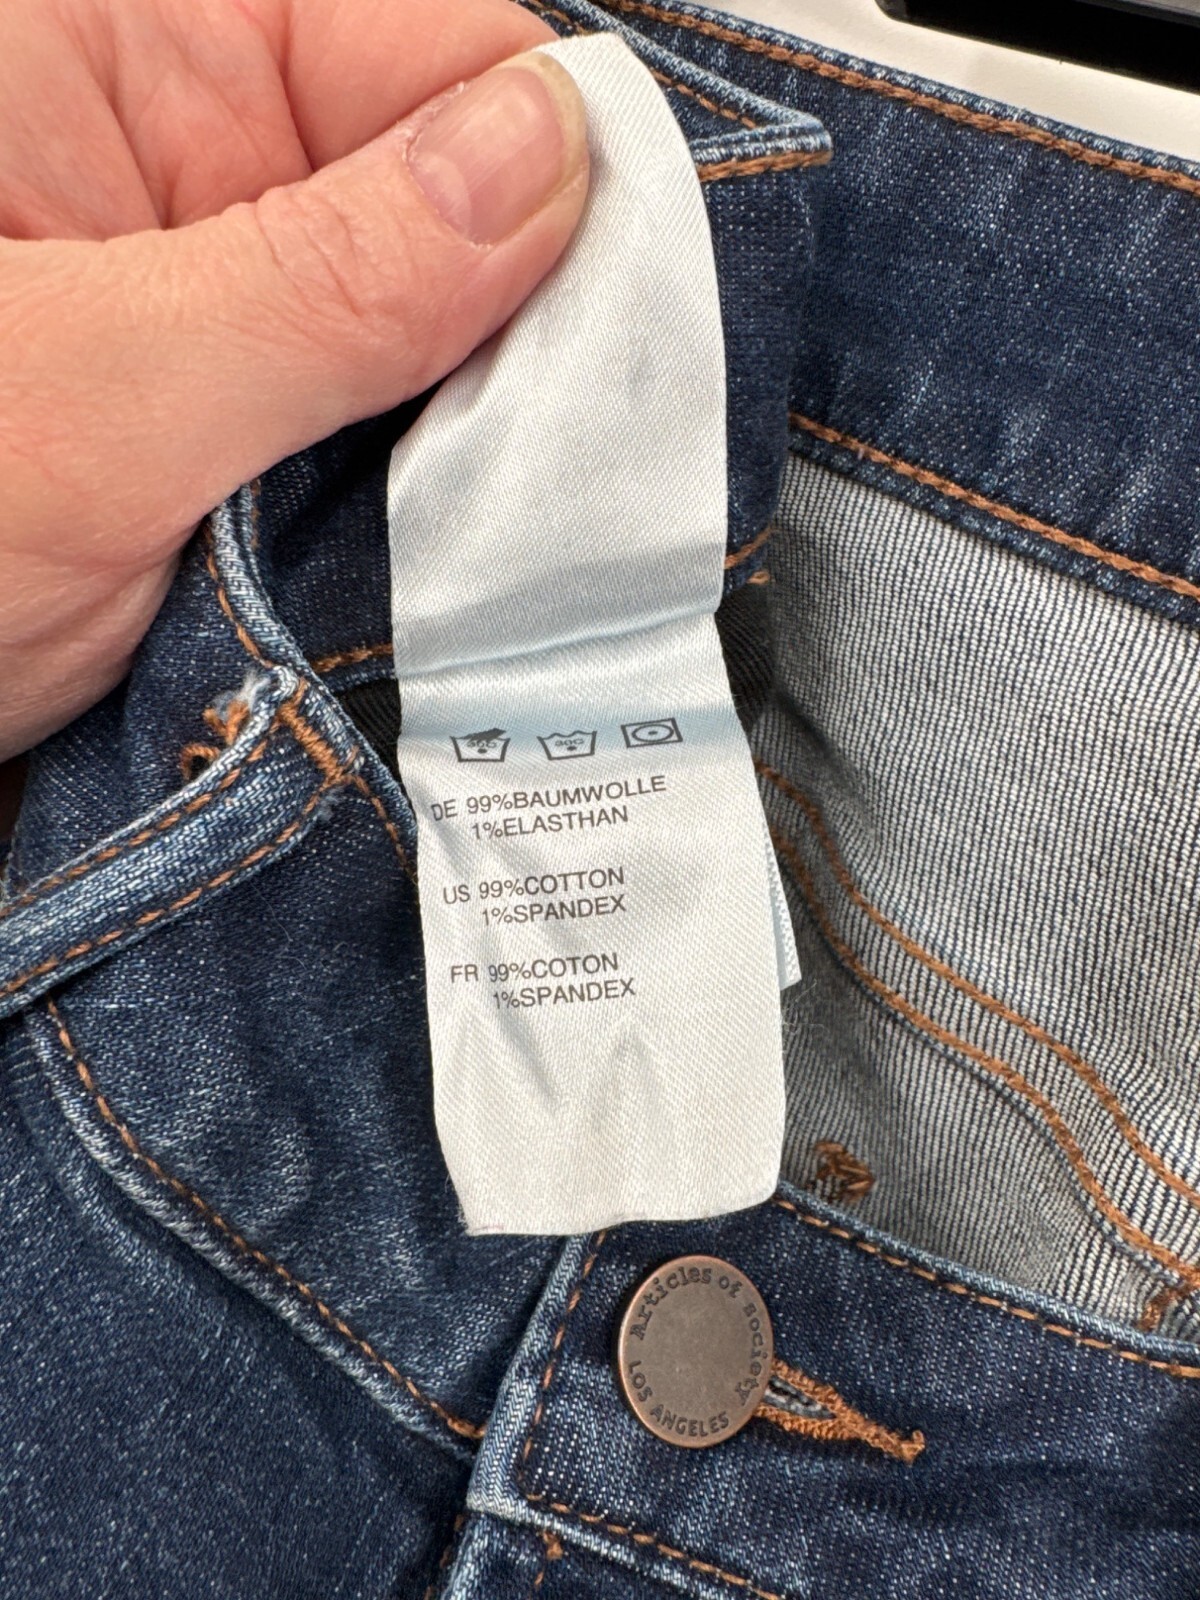 30C
DE 99%BAUMWOLLE
1%ELASTHAN
US 99%COTTON
1%SPANDEX
FR 99%COTON
1%SPANDEX
Articles of society
LOS ANGELES